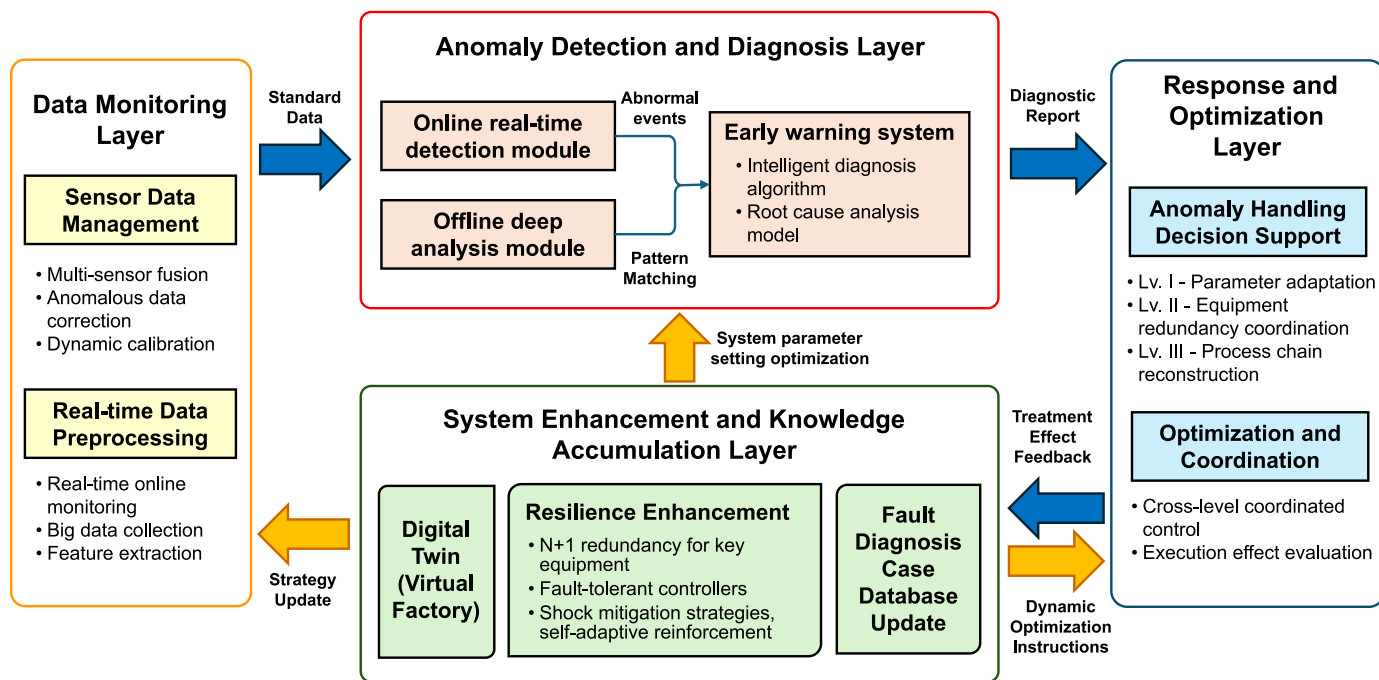 Data Monitoring
Layer
Sensor Data
Management
• Multi-sensor fusion
• Anomalous data
correction
• Dynamic calibration
Real-time Data
Preprocessing
• Real-time online
monitoring
• Big data collection
• Feature extraction
Standard
Data
Anomaly Detection and Diagnosis Layer
Online real-time
detection module
Offline deep
analysis module
Abnormal
events
Pattern
Matching
Early warning system
• Intelligent diagnosis
algorithm
• Root cause analysis
model
Diagnostic
Report
Response and
Optimization
Layer
Anomaly Handling
Decision Support
• Lv. I - Parameter adaptation
• Lv. II - Equipment
redundancy coordination
• Lv. III - Process chain
reconstruction
Optimization and
Coordination
• Cross-level coordinated
control
• Execution effect evaluation
System parameter
setting optimization
System Enhancement and Knowledge
Accumulation Layer
Digital
Twin
(Virtual
Factory)
Resilience Enhancement
• N+1 redundancy for key
equipment
• Fault-tolerant controllers
• Shock mitigation strategies,
self-adaptive reinforcement
Fault
Diagnosis
Case
Database
Update
Strategy
Update
Treatment
Effect
Feedback
Dynamic
Optimization
Instructions